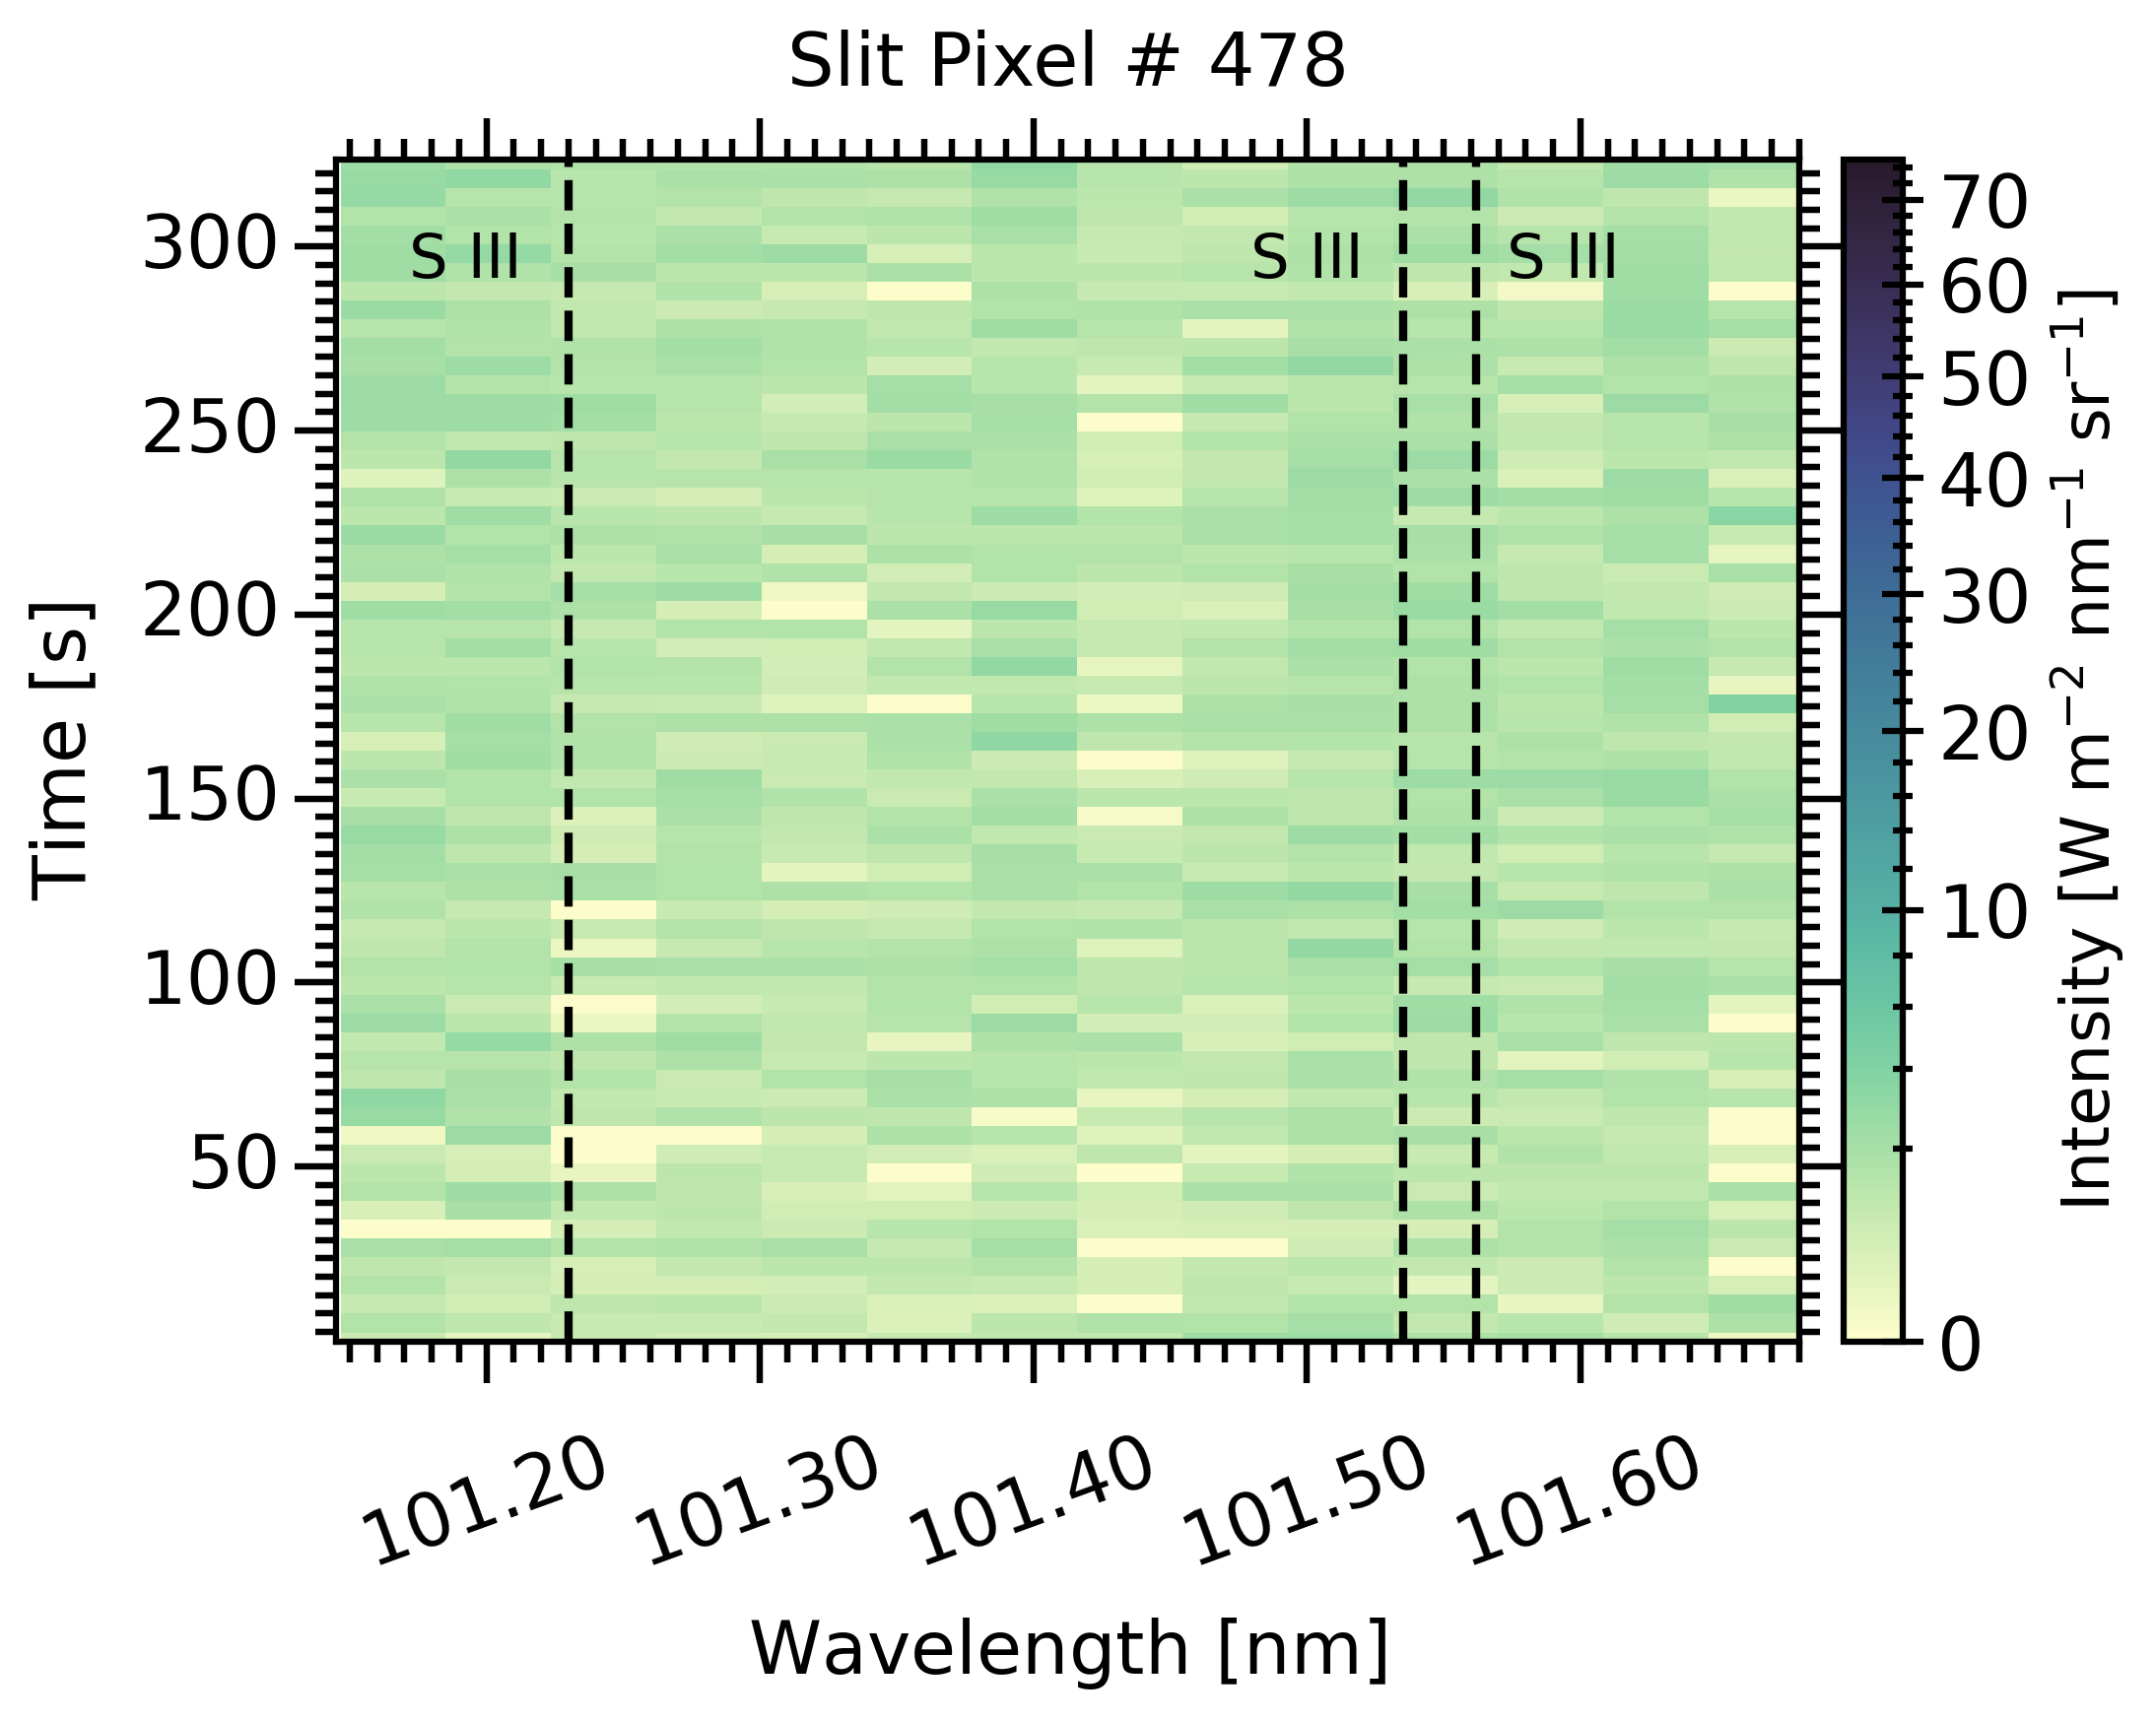 Slit Pixel # 478
S III
S III
S III
300
250
200
150
100
50
Time [s]
101.20
101.30
101.40
101.50
101.60
Wavelength [nm]
70
60
50
40
30
20
10
0
Intensity [W m⁻² nm⁻¹ sr⁻¹]